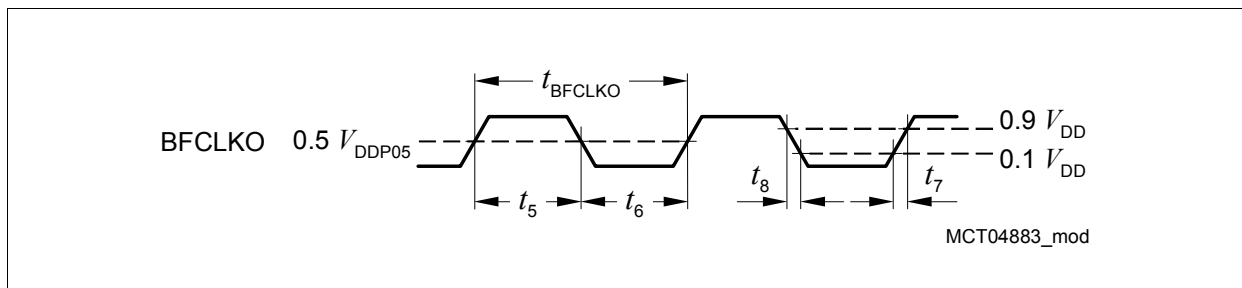 tBFCLKO
BFCLKO 0.5 VDDP05
0.9 VDD
0.1 VDD
t5 t6 t8 t7
MCT04883_mod